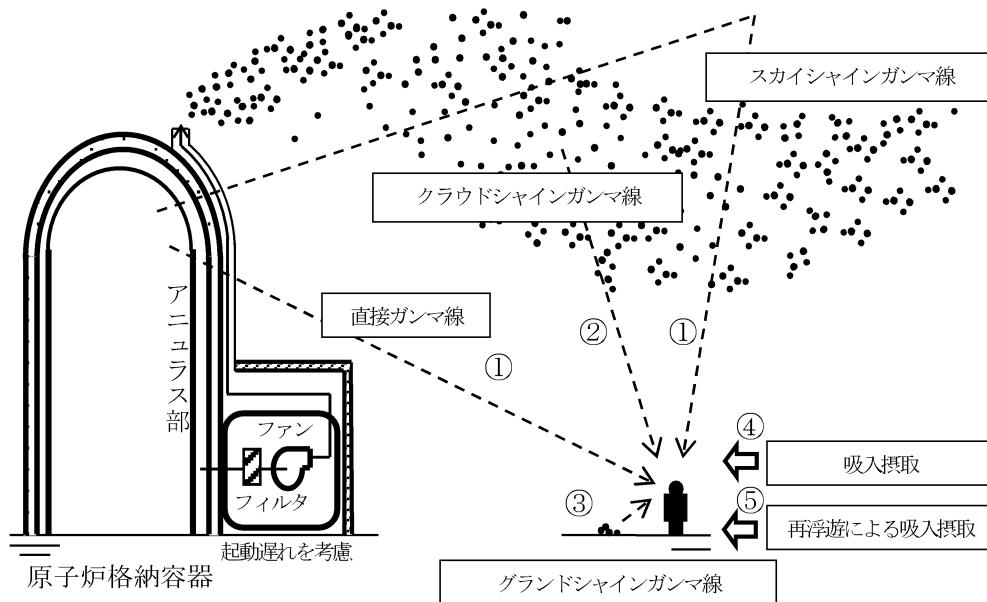 スカイシャインガンマ線
クラウドシャインガンマ線
直接ガンマ線
アニュラス部
②
①
①
④
吸入摂取
ファン
フィルタ
③
⑤
再浮遊による吸入摂取
起動遅れを考慮
原子炉格納容器
グランドシャインガンマ線